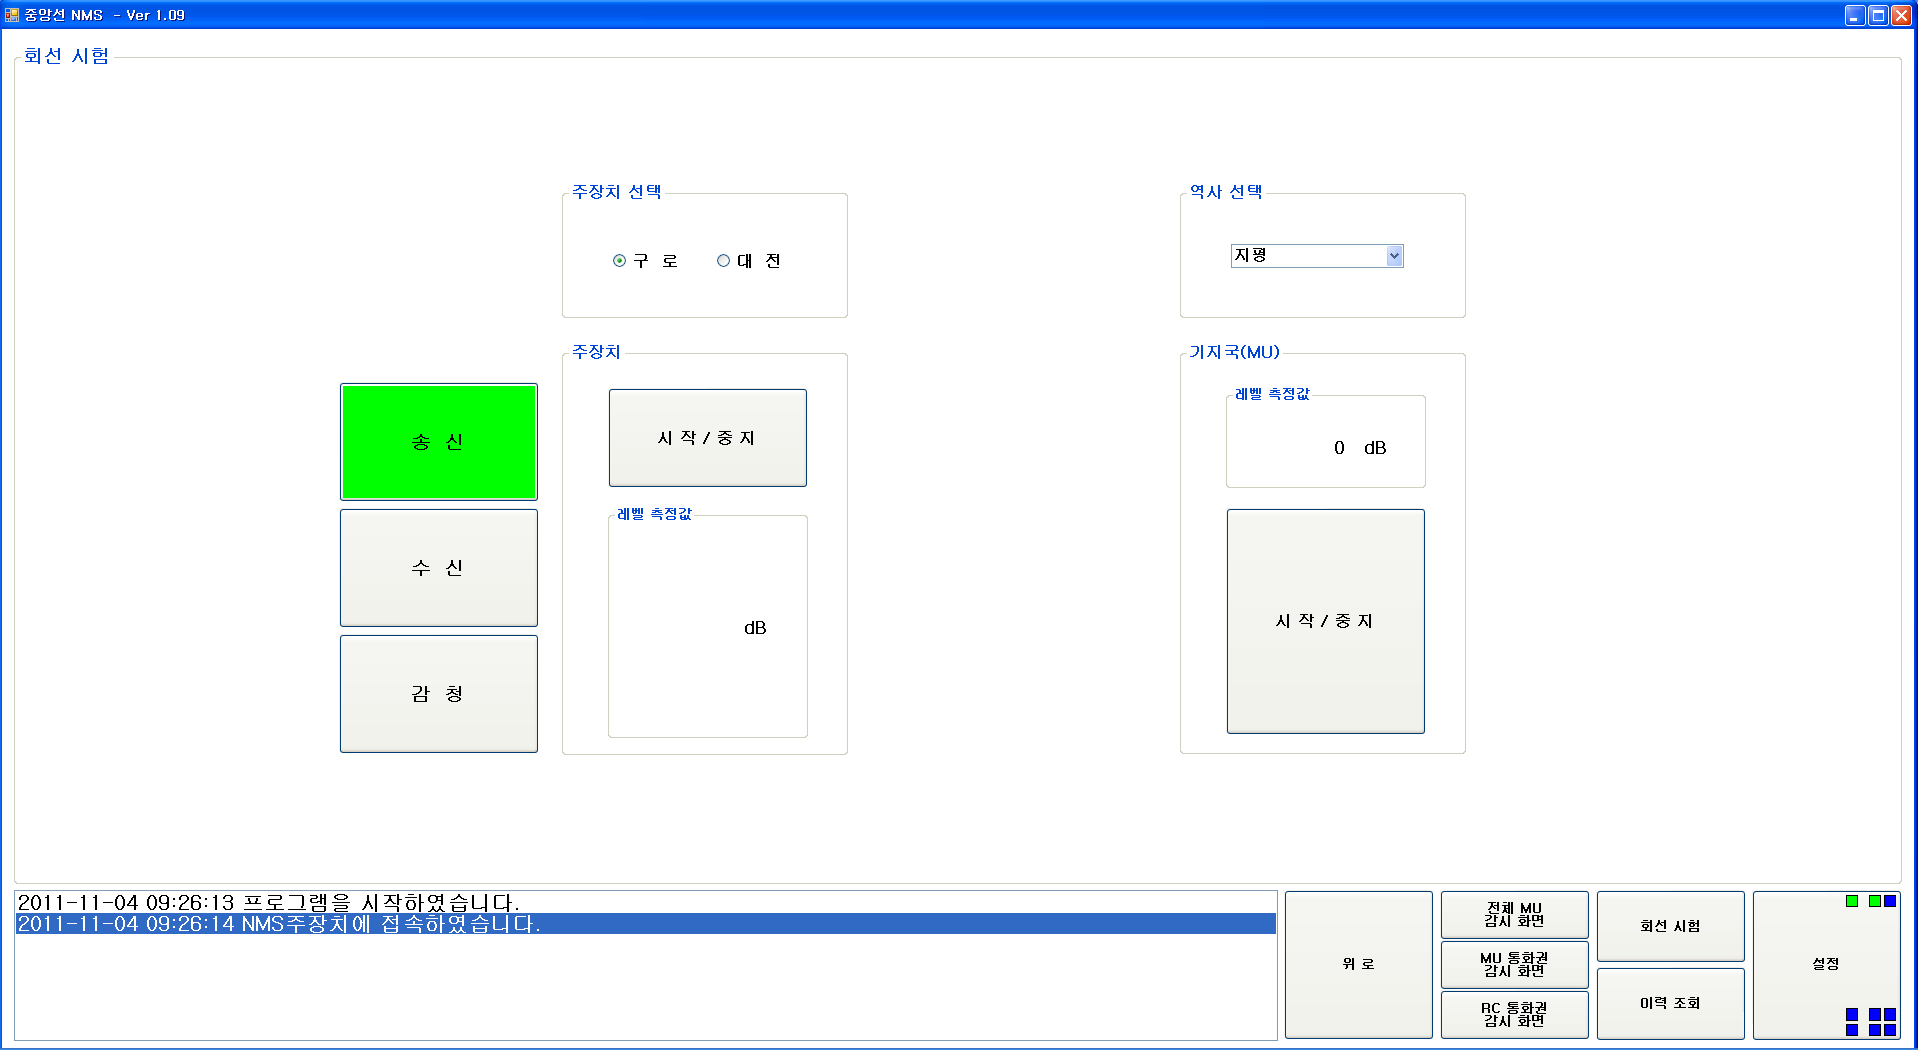 중앙선 NMS - Ver 1.09
회선 시험
주장치 선택
구 로
대 전
역사 선택
지평
주장치
시 작 / 중 지
레벨 측정값
dB
송 신
수 신
감 청
기지국(MU)
레벨 측정값
0 dB
시 작 / 중 지
2011-11-04 09:26:13 프로그램을 시작하였습니다.
2011-11-04 09:26:14 NMS주장치에 접속하였습니다.
위 로
전체 MU
감시 화면
MU 통화권
감시 화면
RC 통화권
감시 화면
회선 시험
이력 조회
설정